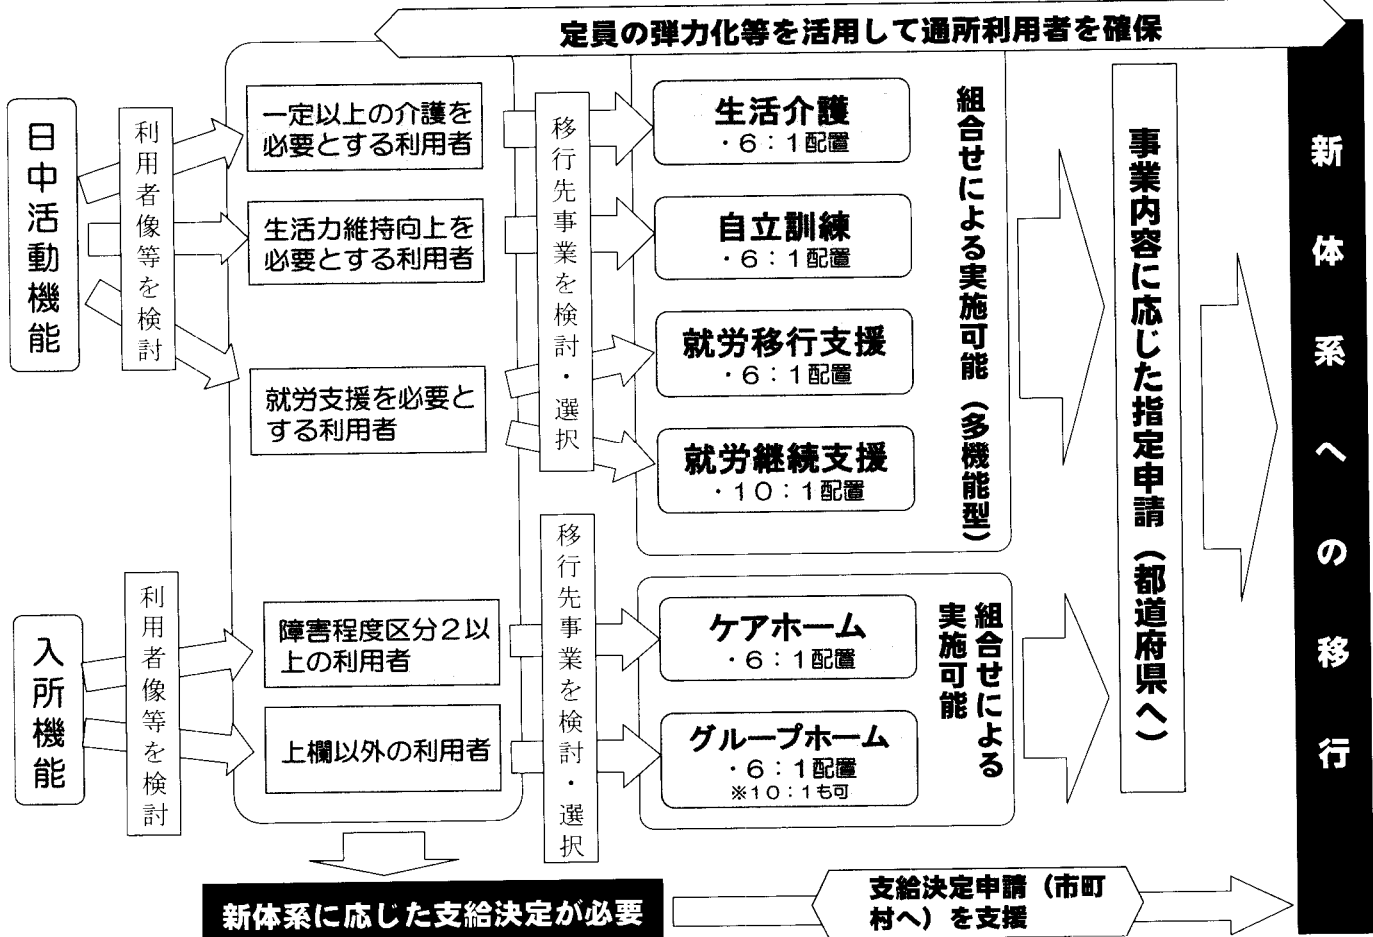 定員の弾力化等を活用して通所利用者を確保
日中活動機能
利用者像等を検討
一定以上の介護を
必要とする利用者
生活力維持向上を
必要とする利用者
就労支援を必要と
する利用者
移行先事業を検討・選択
生活介護
・6：1配置
自立訓練
・6：1配置
就労移行支援
・6：1配置
就労継続支援
・10：1配置
組合せによる実施可能（多機能型）
入所機能
利用者像等を検討
障害程度区分2以
上の利用者
上欄以外の利用者
移行先事業を検討・選択
ケアホーム
・6：1配置
グループホーム
・6：1配置
※10：1も可
組合せによる
実施可能
事業内容に応じた指定申請（都道府県へ）
新体系への移行
新体系に応じた支給決定が必要
支給決定申請（市町
村へ）を支援